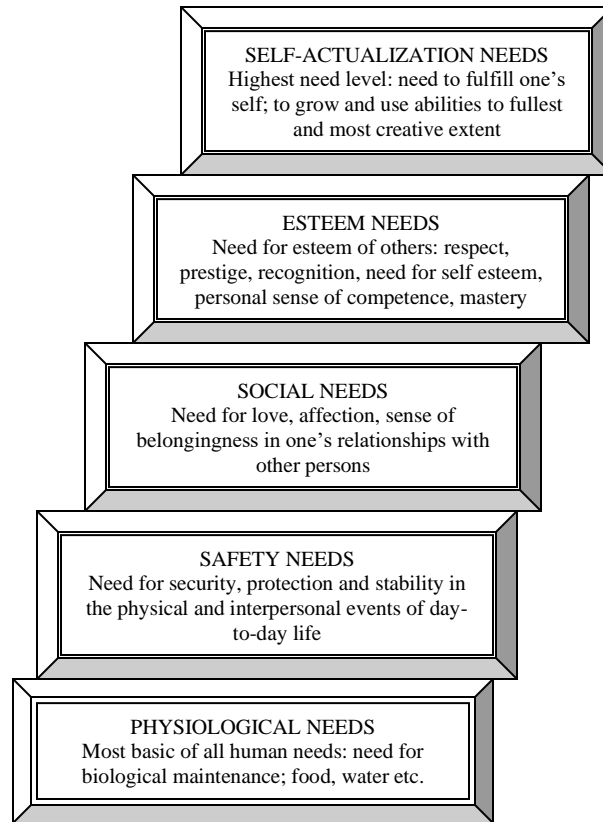 SELF-ACTUALIZATION NEEDS
Highest need level: need to fulfill one's
self; to grow and use abilities to fullest
and most creative extent
ESTEEM NEEDS
Need for esteem of others: respect,
prestige, recognition, need for self esteem,
personal sense of competence, mastery
SOCIAL NEEDS
Need for love, affection, sense of
belongingness in one's relationships with
other persons
SAFETY NEEDS
Need for security, protection and stability in
the physical and interpersonal events of day-
to-day life
PHYSIOLOGICAL NEEDS
Most basic of all human needs: need for
biological maintenance; food, water etc.